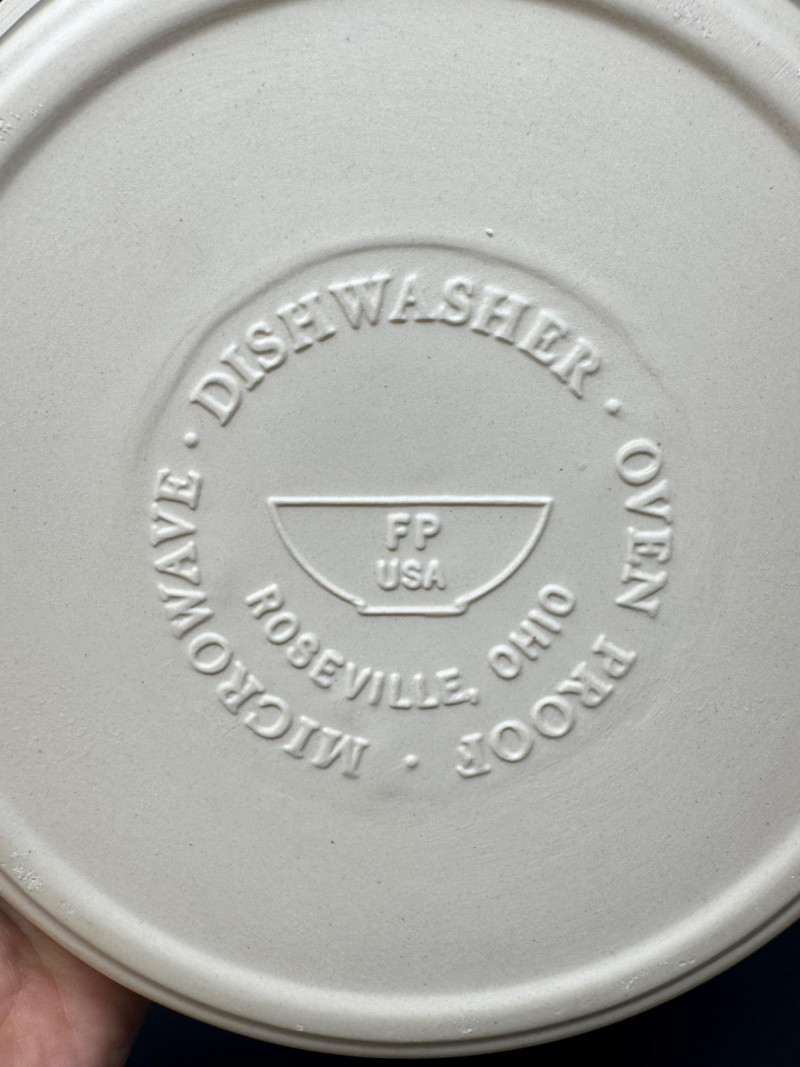 DISHWASHER · OVEN PROOF · MICROWAVE ·
FP
USA
ROSEVILLE, OHIO